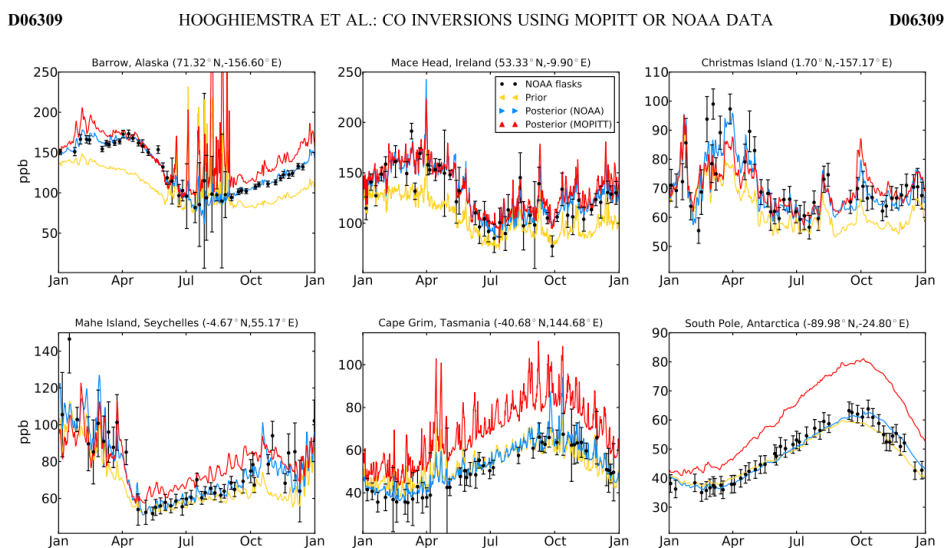 D06309 HOOGHIEMSTRA ET AL.: CO INVERSIONS USING MOPITT OR NOAA DATA D06309
Barrow, Alaska (71.32°N,-156.60°E)
250
200
150
100
50
ppb
Jan Apr Jul Oct Jan
Mace Head, Ireland (53.33°N,-9.90°E)
250
200
150
100
NOAA flasks
Prior
Posterior (NOAA)
Posterior (MOPITT)
Jan Apr Jul Oct Jan
Christmas Island (1.70°N,-157.17°E)
110
100
90
80
70
60
50
Jan Apr Jul Oct Jan
Mahe Island, Seychelles (-4.67°N,55.17°E)
140
120
100
80
60
ppb
Jan Apr Jul Oct Jan
Cape Grim, Tasmania (-40.68°N,144.68°E)
100
80
60
40
Jan Apr Jul Oct Jan
South Pole, Antarctica (-89.98°N,-24.80°E)
90
80
70
60
50
40
30
Jan Apr Jul Oct Jan